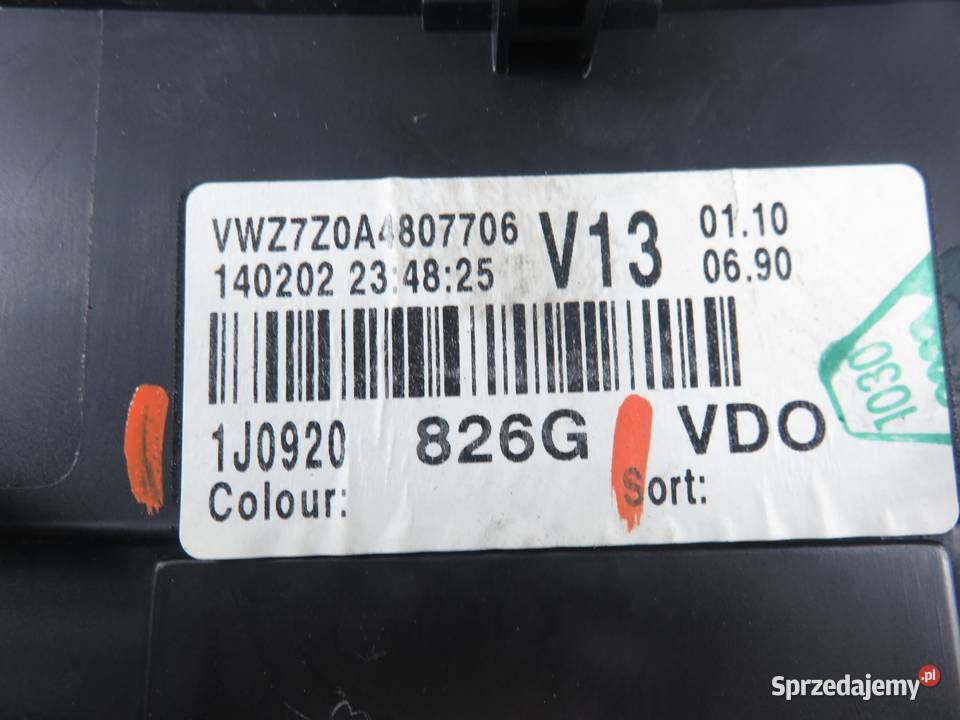 VWZ7Z0A4807706 V13 01.10
140202 23:48:25 06.90
1J0920 826G VDO
Colour: Sort:
1030
Sprzedajemy.pl